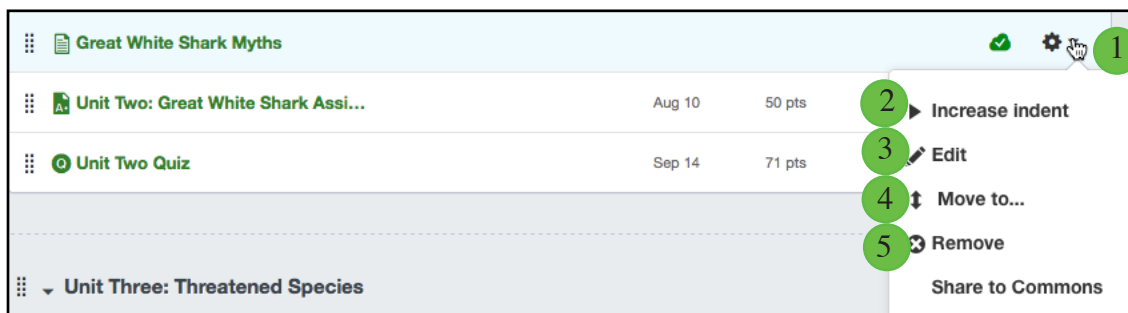 Great White Shark Myths
1
Unit Two: Great White Shark Assi...
Aug 10
50 pts
2
Increase indent
3
Edit
Unit Two Quiz
Sep 14
71 pts
4
Move to...
5
Remove
Unit Three: Threatened Species
Share to Commons